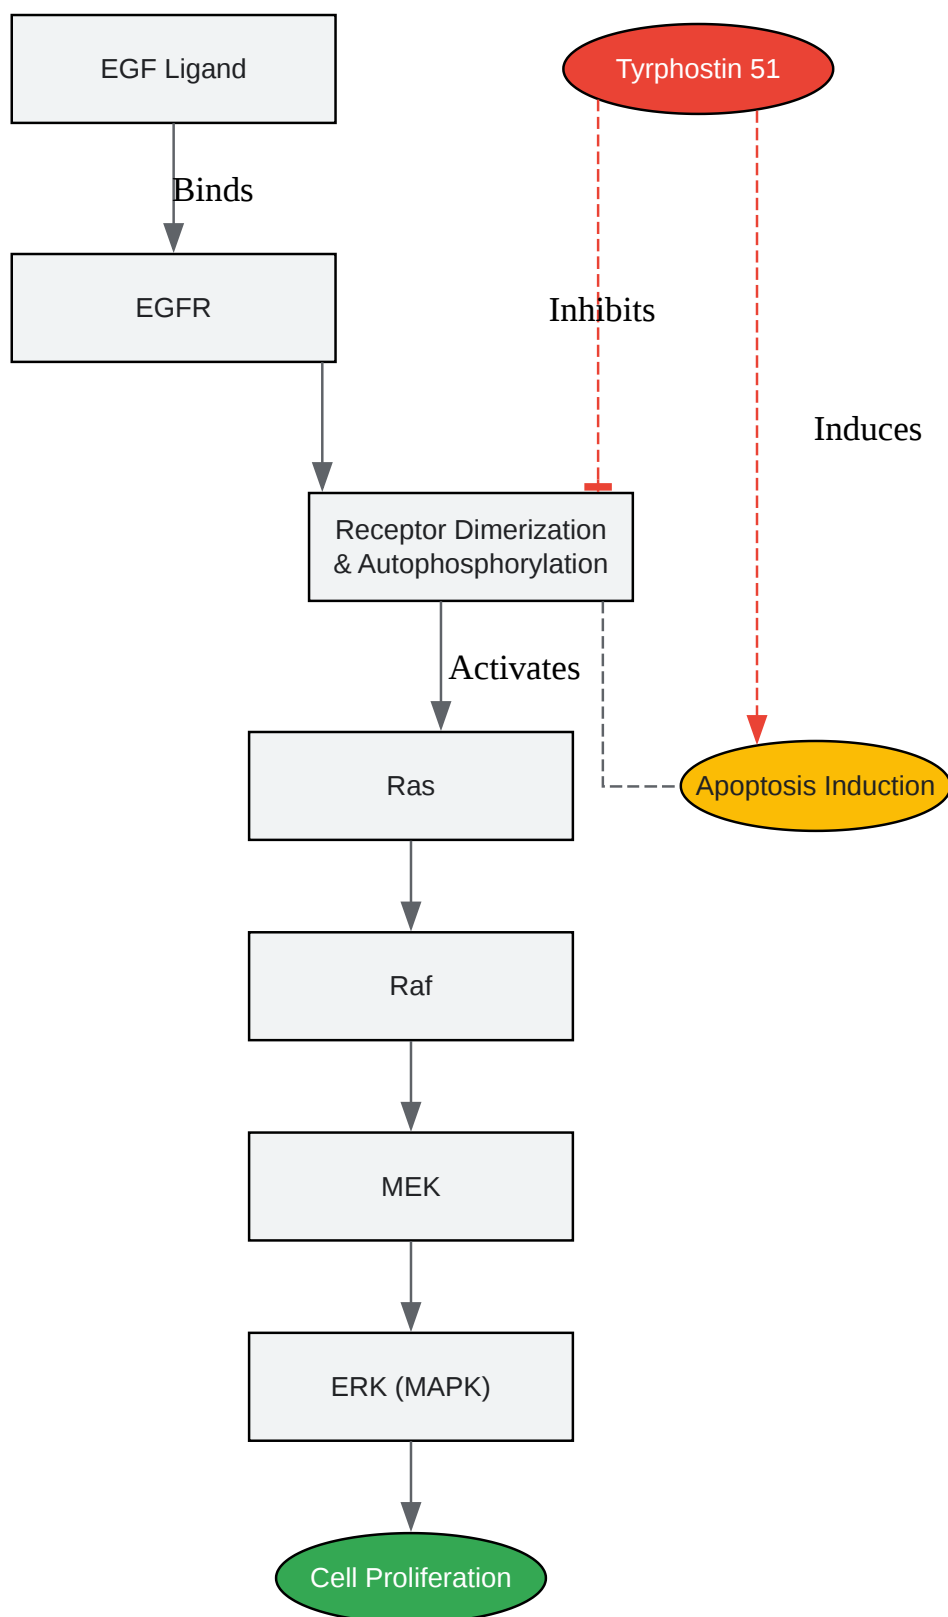 EGF Ligand
Tyrphostin 51
Binds
EGFR
Inhibits
Induces
Receptor Dimerization
& Autophosphorylation
Activates
Ras
Apoptosis Induction
Raf
MEK
ERK (MAPK)
Cell Proliferation